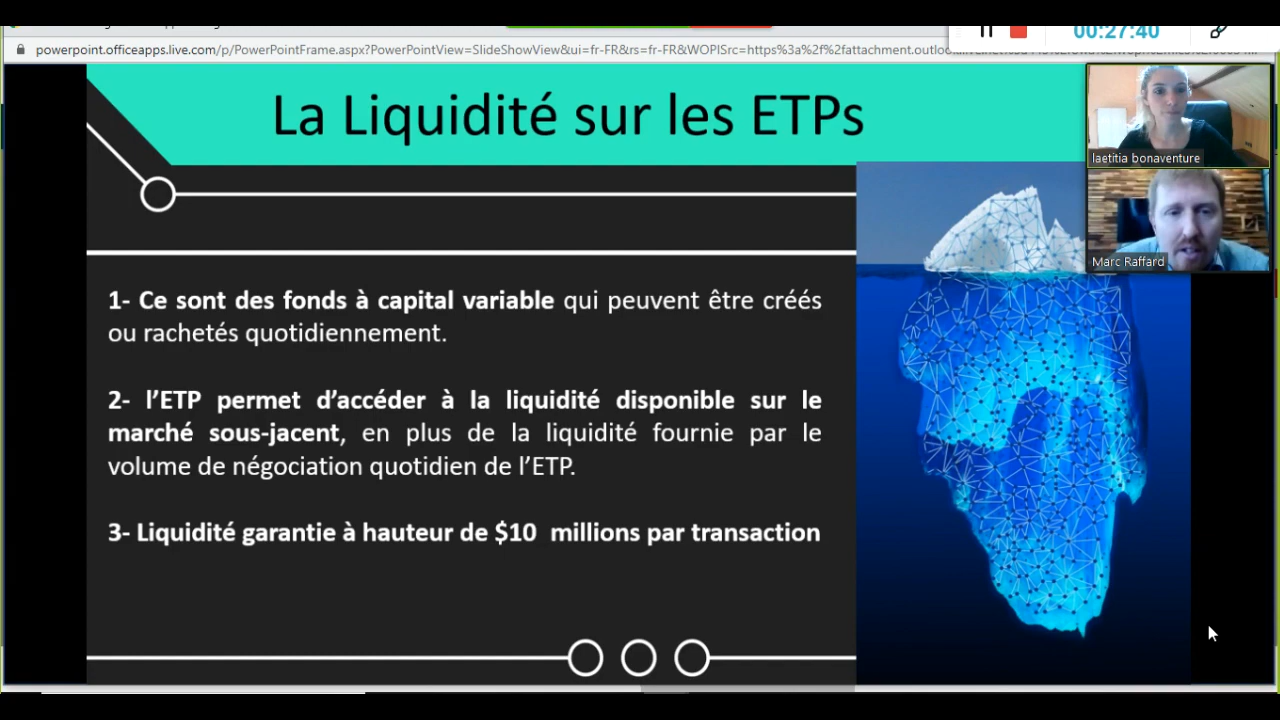 00:27:40
powerpoint.officeapps.live.com/p/PowerPointFrame.aspx?PowerPointView=SlideShowView&ui=fr-FR&rs=fr-FR&WOPISrc=https%3a%2f%2fattachment.outloo
La Liquidité sur les ETPs
laetitia bonaventure
Marc Raffard
1- Ce sont des fonds à capital variable qui peuvent être créés
ou rachetés quotidiennement.
2- l’ETP permet d’accéder à la liquidité disponible sur le
marché sous-jacent, en plus de la liquidité fournie par le
volume de négociation quotidien de l’ETP.
3- Liquidité garantie à hauteur de $10 millions par transaction